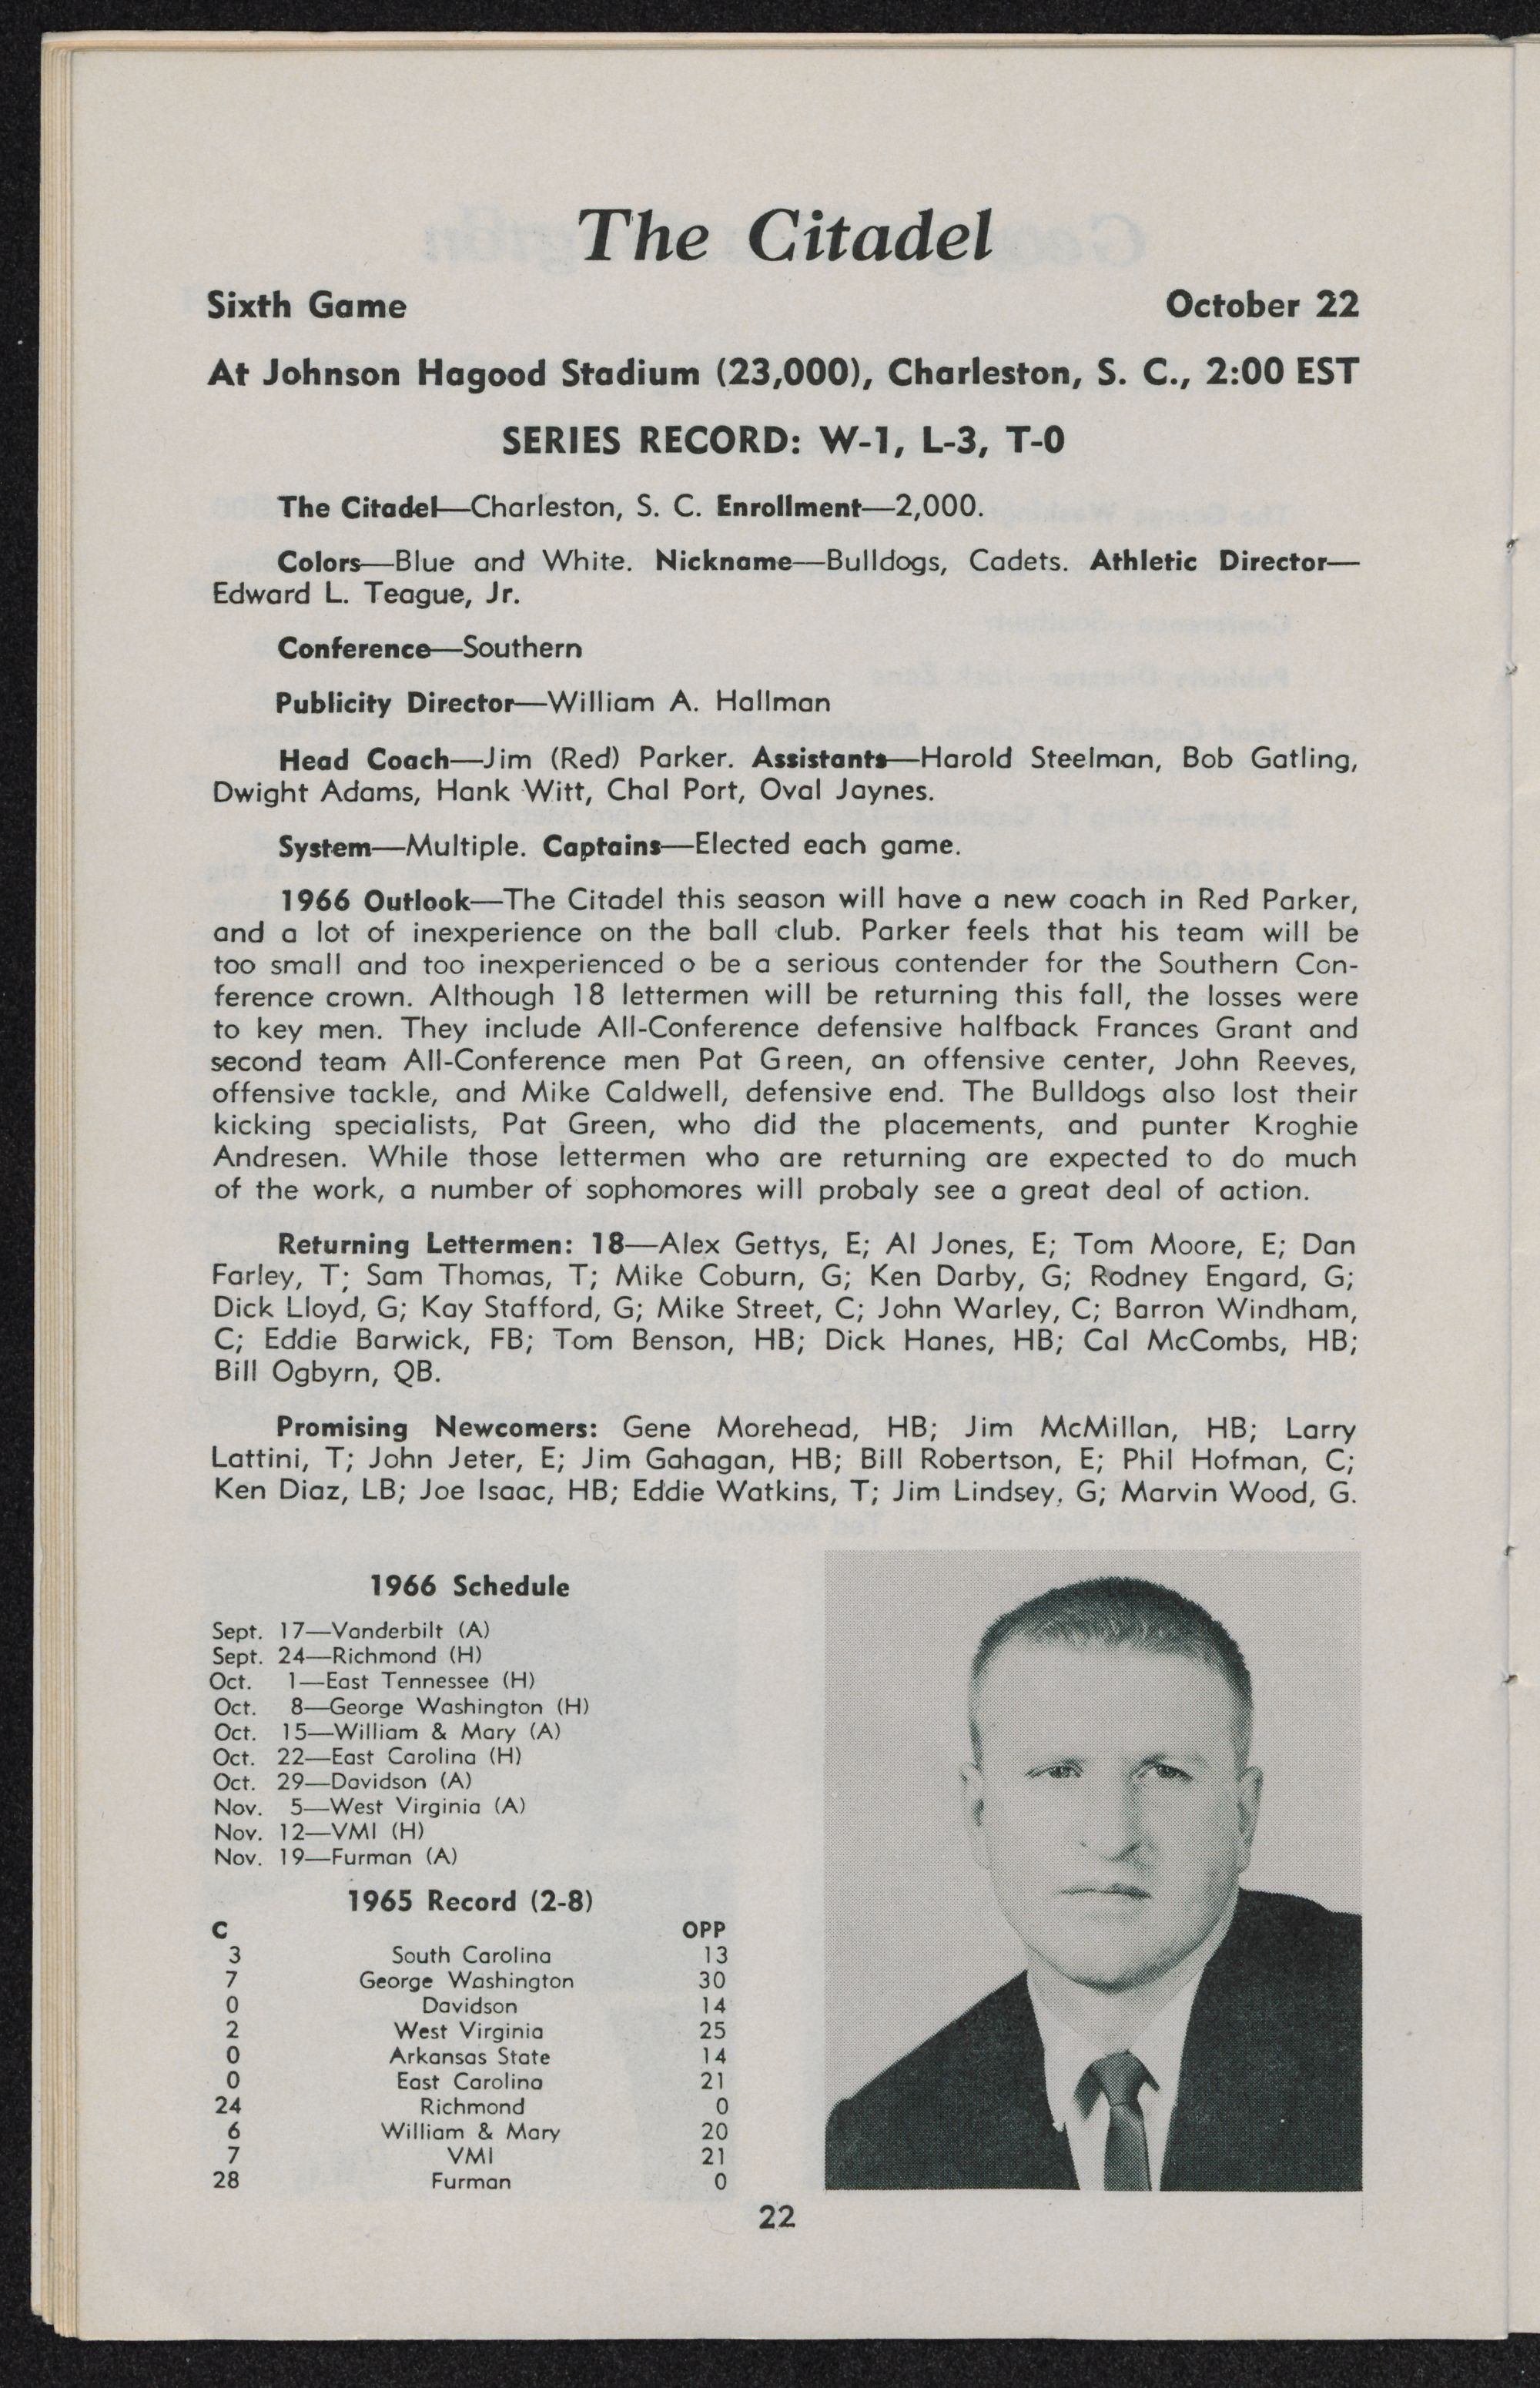 The Citadel
Sixth Game October 22
At Johnson Hagood Stadium (23,000), Charleston, S. C., 2:00 EST
SERIES RECORD: W-1, L-3, T-0
The Citadel—Charleston, S. C. Enrollment—2,000.
Colors—Blue and White. Nickname—Bulldogs, Cadets. Athletic Director—
Edward L. Teague, Jr.
Conference—Southern
Publicity Director—William A. Hallman
Head Coach—Jim (Red) Parker. Assistants—Harold Steelman, Bob Gatling,
Dwight Adams, Hank Witt, Chal Port, Oval Jaynes.
System—Multiple. Captains—Elected each game.
1966 Outlook—The Citadel this season will have a new coach in Red Parker,
and a lot of inexperience on the ball club. Parker feels that his team will be
too small and too inexperienced o be a serious contender for the Southern Con-
ference crown. Although 18 lettermen will be returning this fall, the losses were
to key men. They include All-Conference defensive halfback Frances Grant and
second team All-Conference men Pat Green, an offensive center, John Reeves,
offensive tackle, and Mike Caldwell, defensive end. The Bulldogs also lost their
kicking specialists, Pat Green, who did the placements, and punter Kroghie
Andresen. While those lettermen who are returning are expected to do much
of the work, a number of sophomores will probaly see a great deal of action.
Returning Lettermen: 18—Alex Gettys, E; Al Jones, E; Tom Moore, E; Dan
Farley, T; Sam Thomas, T; Mike Coburn, G; Ken Darby, G; Rodney Engard, G;
Dick Lloyd, G; Kay Stafford, G; Mike Street, C; John Warley, C; Barron Windham,
C; Eddie Barwick, FB; Tom Benson, HB; Dick Hanes, HB; Cal McCombs, HB;
Bill Ogbyrn, QB.
Promising Newcomers: Gene Morehead, HB; Jim McMillan, HB; Larry
Lattini, T; John Jeter, E; Jim Gahagan, HB; Bill Robertson, E; Phil Hofman, C;
Ken Diaz, LB; Joe Isaac, HB; Eddie Watkins, T; Jim Lindsey, G; Marvin Wood, G.
1966 Schedule
Sept. 17—Vanderbilt (A)
Sept. 24—Richmond (H)
Oct. 1—East Tennessee (H)
Oct. 8—George Washington (H)
Oct. 15—William & Mary (A)
Oct. 22—East Carolina (H)
Oct. 29—Davidson (A)
Nov. 5—West Virginia (A)
Nov. 12—VMI (H)
Nov. 19—Furman (A)
1965 Record (2-8)
C OPP
3 South Carolina 13
7 George Washington 30
0 Davidson 14
2 West Virginia 25
0 Arkansas State 14
0 East Carolina 21
24 Richmond 0
6 William & Mary 20
7 VMI 21
28 Furman 0
22